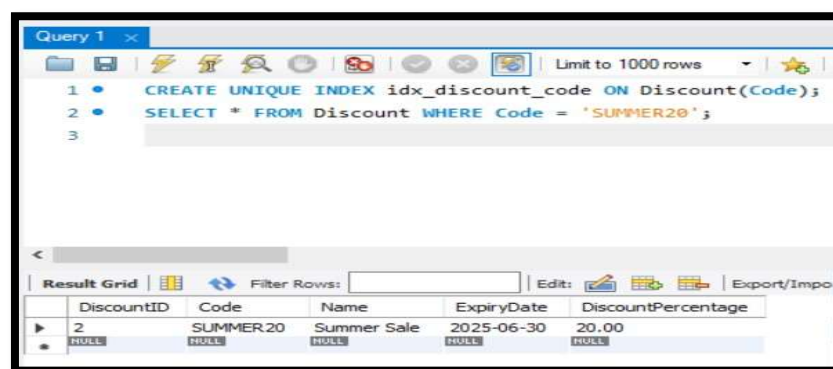 Query 1 ×
Limit to 1000 rows
1 CREATE UNIQUE INDEX idx_discount_code ON Discount(Code);
2 SELECT * FROM Discount WHERE Code = 'SUMMER20';
3
Result Grid Filter Rows: Edit: Export/Impo
DiscountID Code Name ExpiryDate DiscountPercentage
2 SUMMER20 Summer Sale 2025-06-30 20.00
NULL NULL NULL NULL NULL